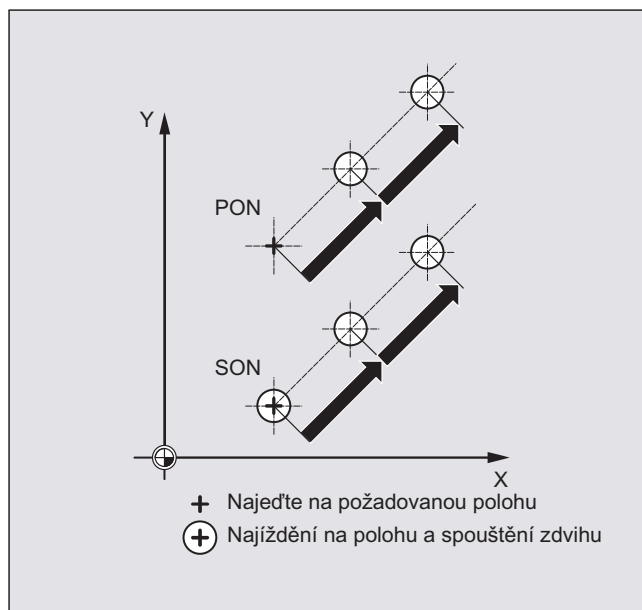 Y
PON
SON
X
Najeďte na požadovanou polohu
Najíždění na polohu a spouštění zdvihu